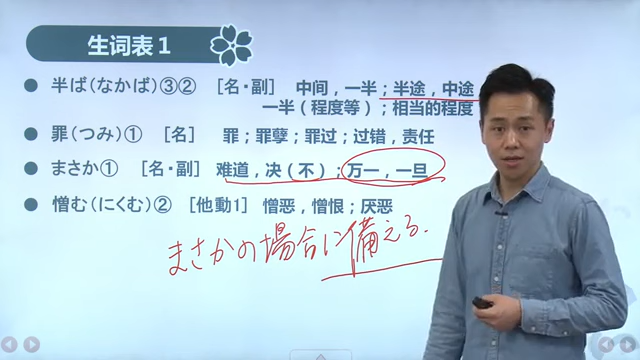 生词表1
● 半ば（なかば）③② ［名・副］ 中间，一半；半途，中途
一半（程度等）；相当的程度
● 罪（つみ）① ［名］ 罪；罪孽；罪过；过错，责任
● まさか① ［名・副］ 难道，决（不）；万一，一旦
● 憎む（にくむ）② ［他動1］ 憎恶，憎恨；厌恶
まさかの場合に備える.